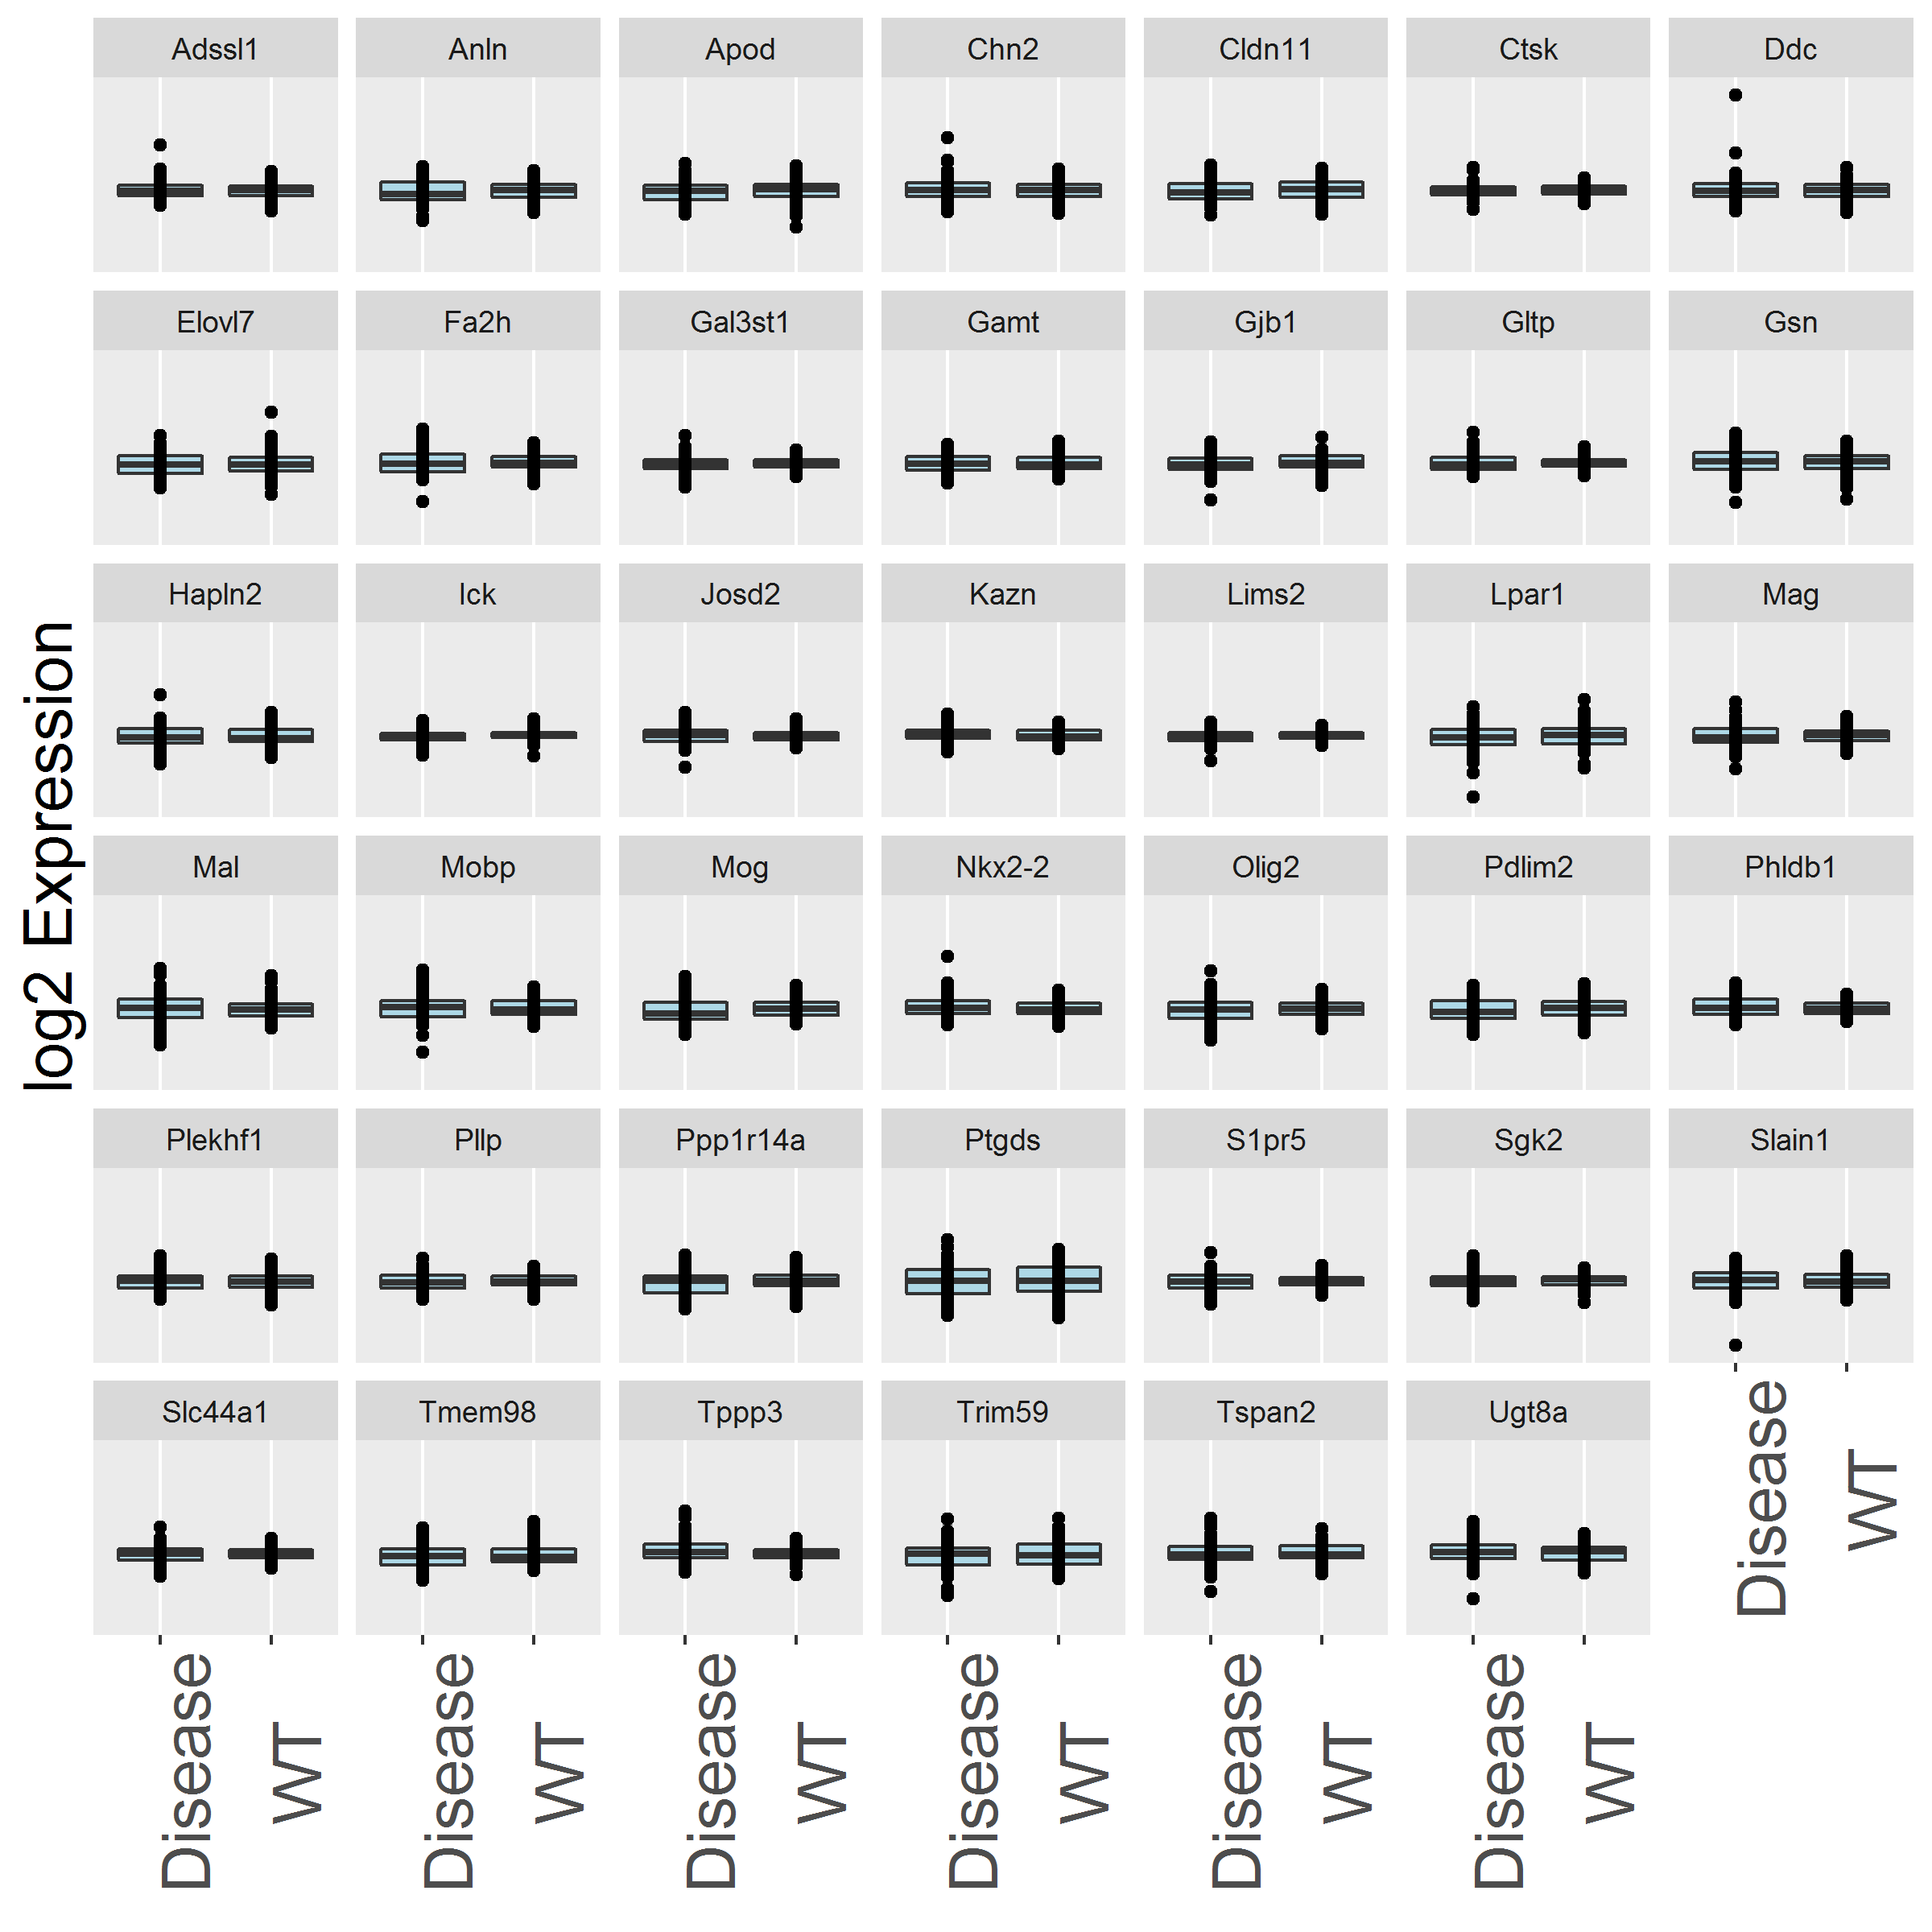 Adssl1 Anln Apod Chn2 Cldn11 Ctsk Ddc
Elovl7 Fa2h Gal3st1 Gamt Gjb1 Gltp Gsn
Hapln2 Ick Josd2 Kazn Lims2 Lpar1 Mag
log2 Expression
Mal Mobp Mog Nkx2-2 Olig2 Pdlim2 Phldb1
Plekhf1 Pllp Ppp1r14a Ptgds S1pr5 Sgk2 Slain1
Disease WT
Slc44a1 Tmem98 Tppp3 Trim59 Tspan2 Ugt8a
Disease WT Disease WT Disease WT Disease WT Disease WT Disease WT